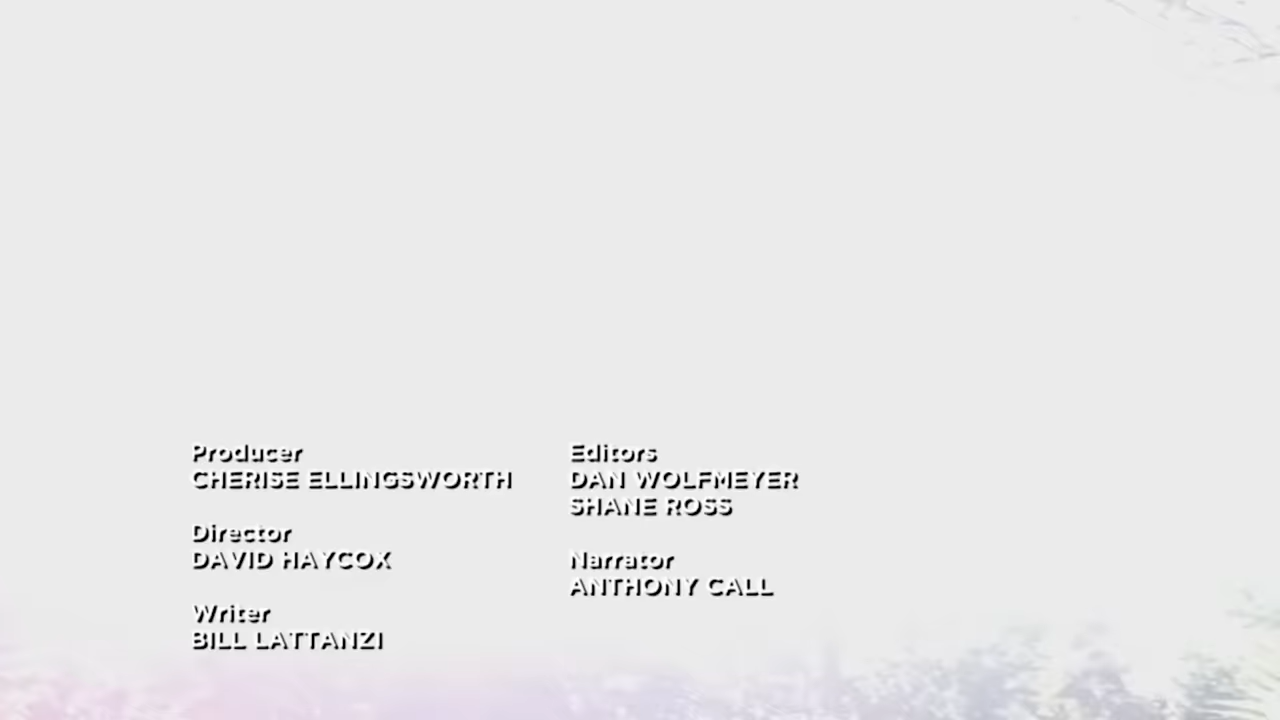 Producer
CHERISE ELLINGSWORTH
Director
DAVID HAYCOX
Writer
BILL LATTANZI
Editors
DAN WOLFMEYER
SHANE ROSS
Narrator
ANTHONY CALL